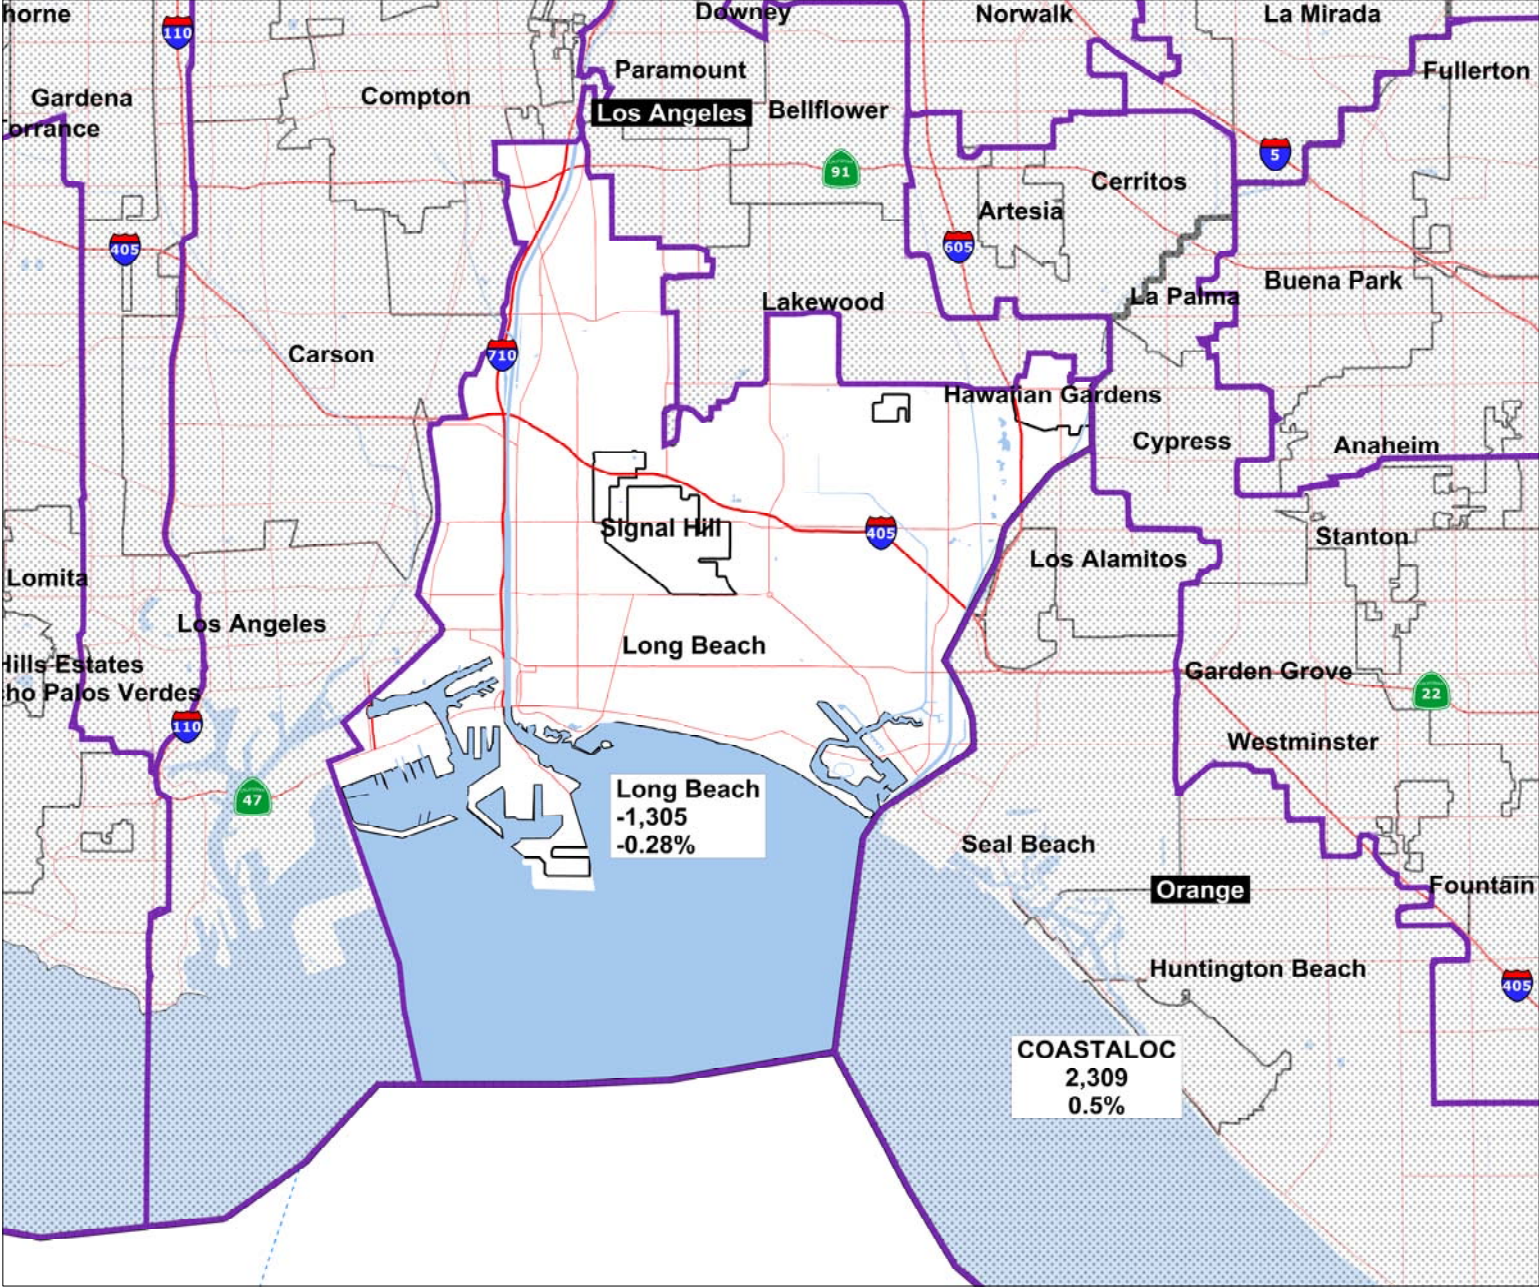 horne
110
Downey
Norwalk
La Mirada
Paramount
Fullerton
Gardena
Compton
Los Angeles
Bellflower
orrance
5
91
Cerritos
Artesia
405
605
Buena Park
La Palma
Lakewood
Carson
710
Hawaiian Gardens
Cypress
Anaheim
Signal Hill
405
Stanton
Los Alamitos
Lomita
Los Angeles
Long Beach
Hills Estates
Garden Grove
cho Palos Verdes
22
110
Westminster
47
Long Beach
-1,305
-0.28%
Seal Beach
Orange
Fountain
Huntington Beach
405
COASTALOC
2,309
0.5%